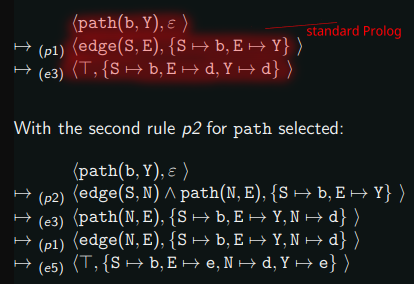 ⟨path(b, Y), ε ⟩
standard Prolog
↦ (p1) ⟨edge(S, E), {S ↦ b, E ↦ Y} ⟩
↦ (e3) ⟨⊤, {S ↦ b, E ↦ d, Y ↦ d} ⟩
With the second rule p2 for path selected:
⟨path(b, Y), ε ⟩
↦ (p2) ⟨edge(S, N) ∧ path(N, E), {S ↦ b, E ↦ Y} ⟩
↦ (e3) ⟨path(N, E), {S ↦ b, E ↦ Y, N ↦ d} ⟩
↦ (p1) ⟨edge(N, E), {S ↦ b, E ↦ Y, N ↦ d} ⟩
↦ (e5) ⟨⊤, {S ↦ b, E ↦ e, N ↦ d, Y ↦ e} ⟩